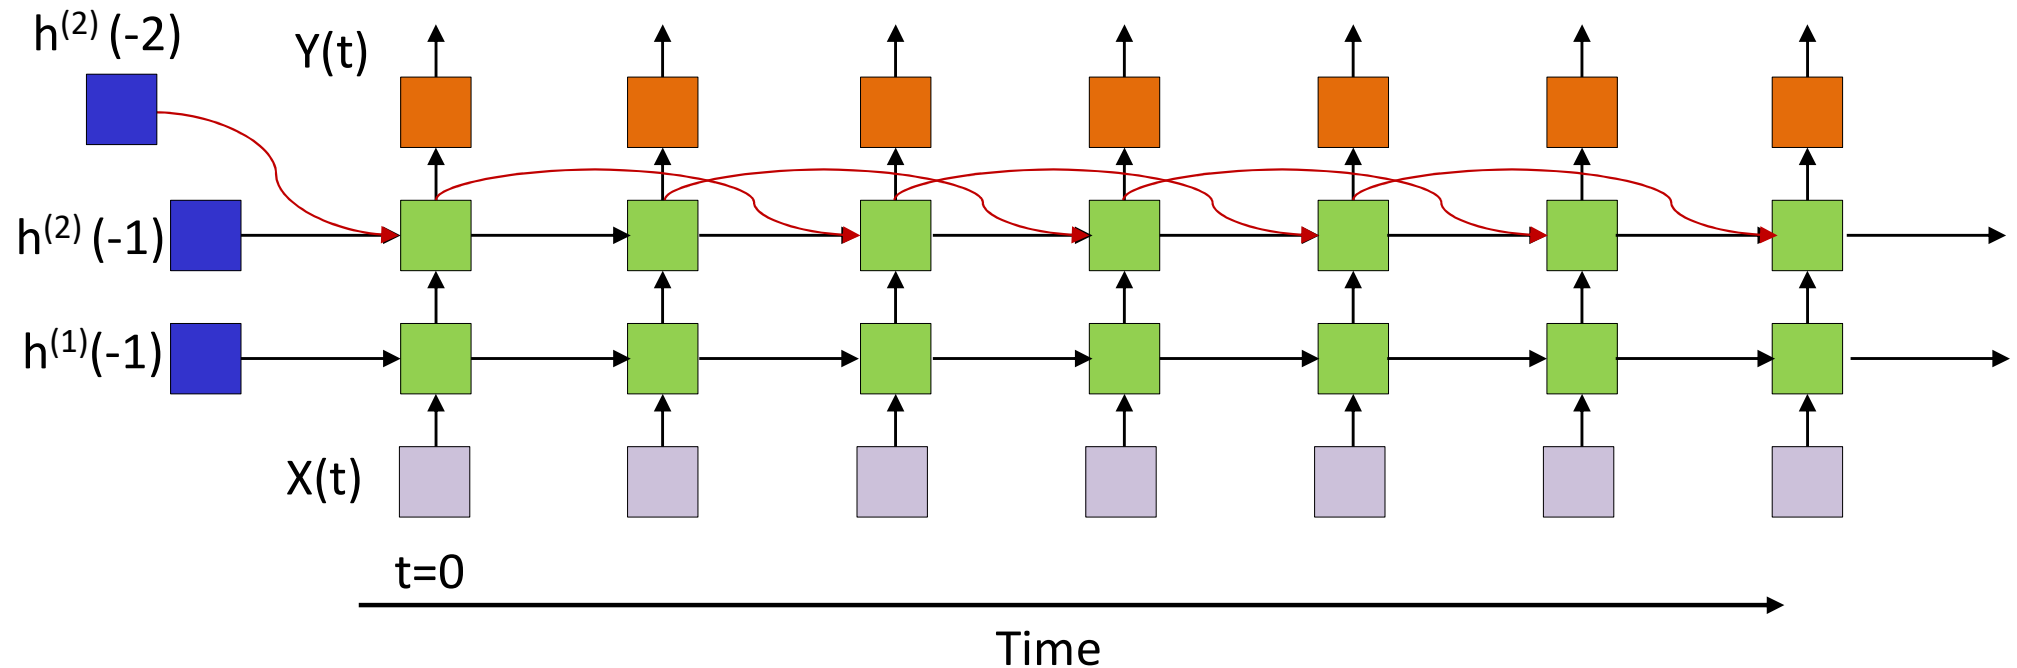 h⁽²⁾ (-2)
Y(t)
h⁽²⁾ (-1)
h⁽¹⁾(-1)
X(t)
t=0
Time